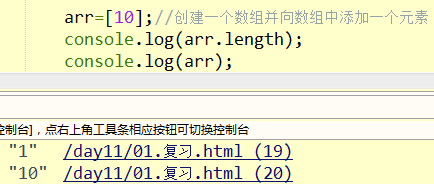 arr=[10];//创建一个数组并向数组中添加一个元素
console.log(arr.length);
console.log(arr);
控制台]，点右上角工具条相应按钮可切换控制台
"1" /day11/01.复习.html (19)
"10" /day11/01.复习.html (20)